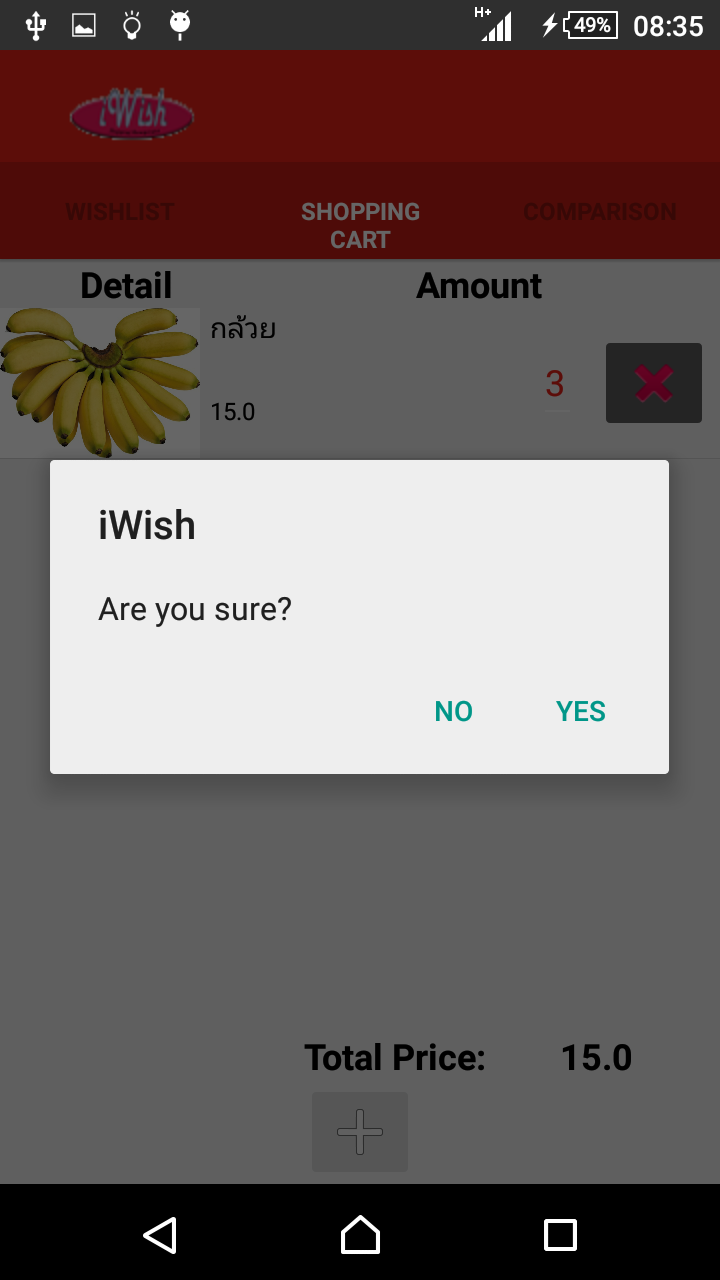 H+ 49% 08:35
iWish
WISHLIST
SHOPPING
CART
COMPARISON
Detail Amount
กล้วย
3
15.0
iWish
Are you sure?
NO YES
Total Price: 15.0